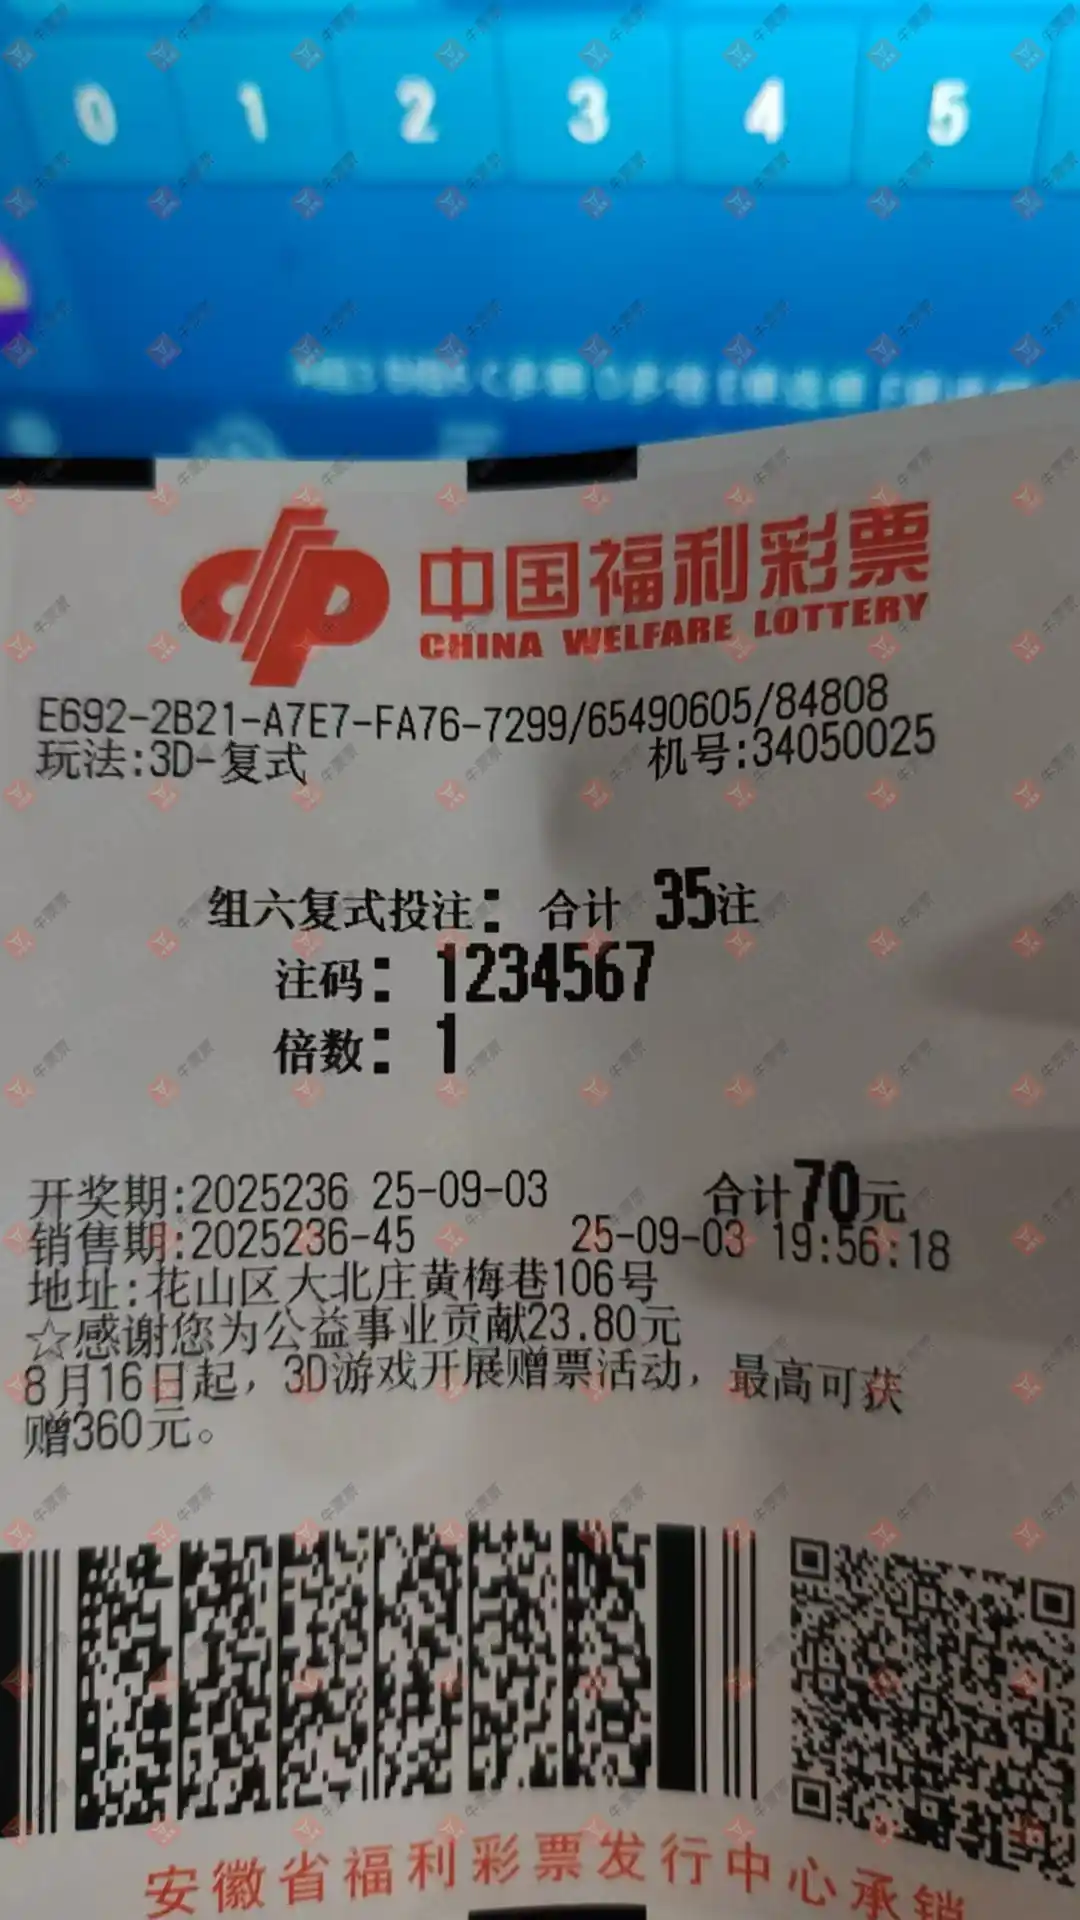 0 1 2 3 4 5
中国福利彩票
CHINA WELFARE LOTTERY
E692-2B21-A7E7-FA76-7299/65490605/84808
玩法:3D-复式 机号:34050025
组六复式投注: 合计 35注
注码: 1234567
倍数: 1
开奖期:2025236 25-09-03 合计70元
销售期:2025236-45 25-09-03 19:56:18
地址:花山区大北庄黄梅巷106号
☆感谢您为公益事业贡献23.80元
8月16日起，3D游戏开展赠票活动，最高可获
赠360元。
安徽省福利彩票发行中心承销